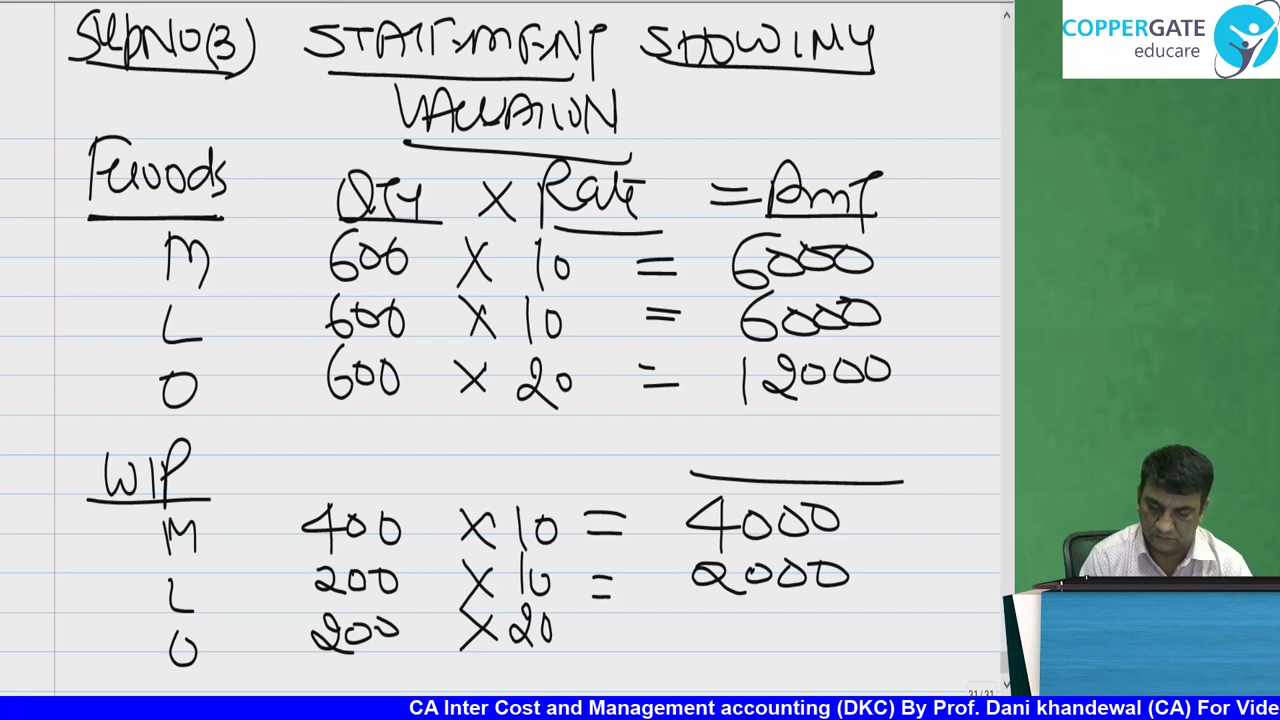 Step NO(3) STATEMENT SHOWING
VALUATION
F Goods QTY X Rate = AMT
M 600 X 10 = 6000
L 600 X 10 = 6000
O 600 X 20 = 12000
WIP
M 400 X 10 = 4000
L 200 X 10 = 2000
O 200 X 20
COPPERGATE
educare
31/31
CA Inter Cost and Management accounting (DKC) By Prof. Dani khandewal (CA) For Vide